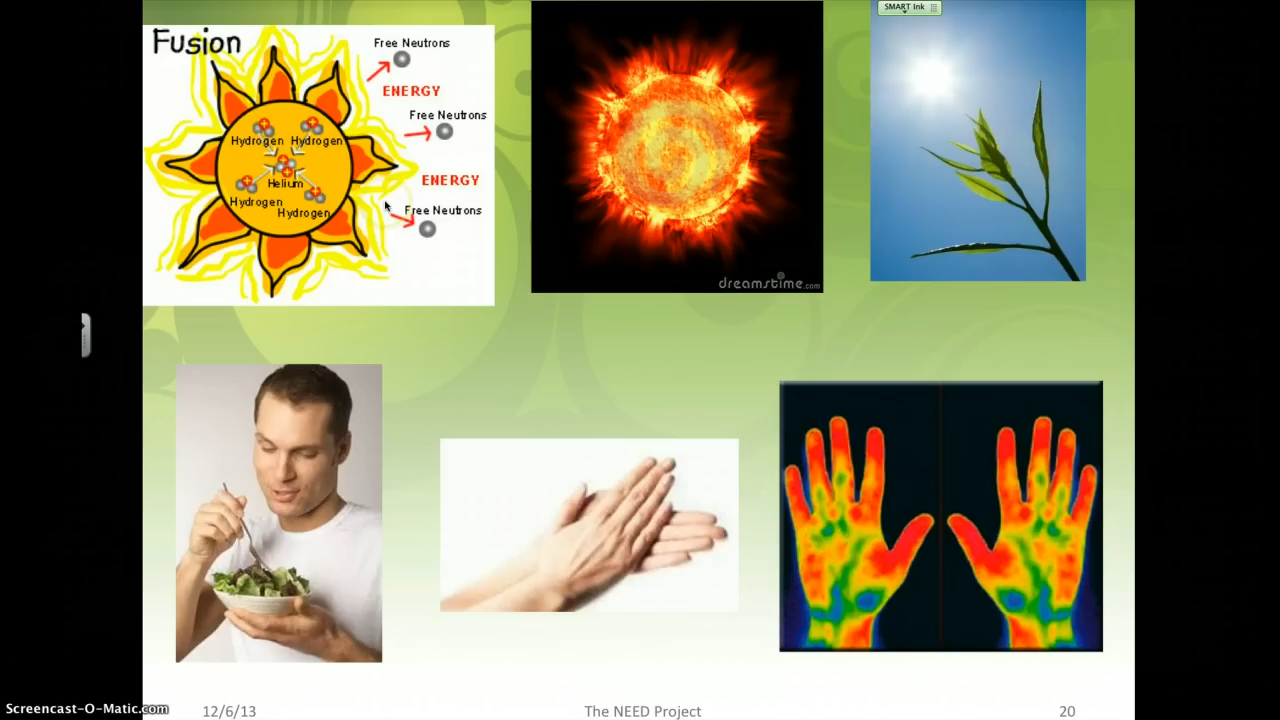 SMART Ink
Fusion
Free Neutrons
ENERGY
Free Neutrons
Hydrogen Hydrogen
ENERGY
Helium
Hydrogen
Hydrogen
Free Neutrons
dreamstime.com
Screencast-O-Matic.com
12/6/13
The NEED Project
20